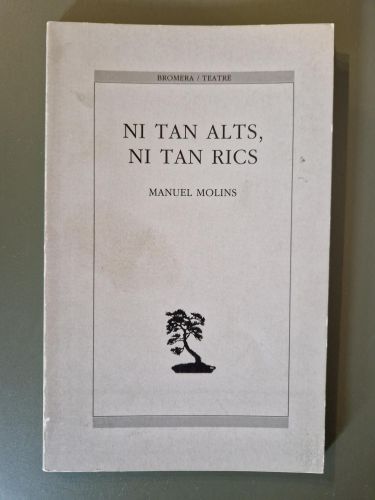 BROMERA / TEATRE
NI TAN ALTS,
NI TAN RICS
MANUEL MOLINS